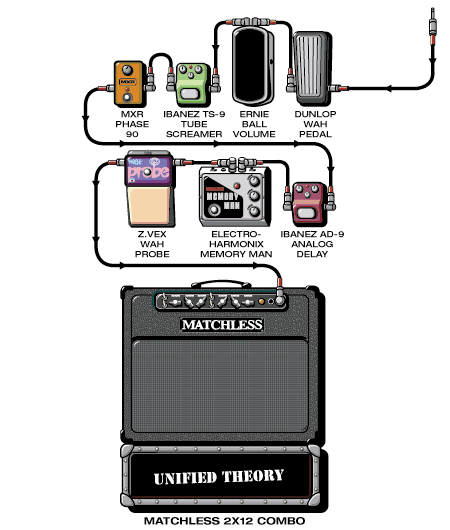 MXR
MXR
PHASE
90
IBANEZ TS-9
TUBE
SCREAMER
ERNIE
BALL
VOLUME
DUNLOP
WAH
PEDAL
probe
MEMORY
MAN
Z.VEX
WAH
PROBE
ELECTRO-
HARMONIX
MEMORY MAN
IBANEZ AD-9
ANALOG
DELAY
MATCHLESS
UNIFIED THEORY
MATCHLESS 2X12 COMBO